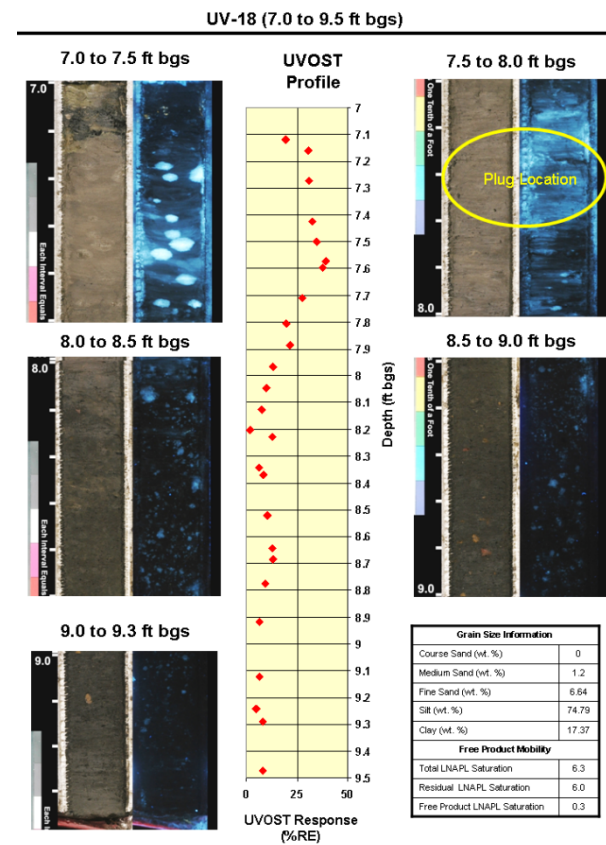 UV-18 (7.0 to 9.5 ft bgs)
7.0 to 7.5 ft bgs
7.0
Each Interval Equals
UVOST
Profile
7
7.1
7.2
7.3
7.4
7.5
7.6
7.7
7.8
7.9
8
8.1
8.2
8.3
8.4
8.5
8.6
8.7
8.8
8.9
9
9.1
9.2
9.3
9.4
9.5
Depth (ft bgs)
0 25 50
UVOST Response
(%RE)
7.5 to 8.0 ft bgs
One Tenth of a Foot
Plug Location
8.0
8.0 to 8.5 ft bgs
8.0
Each Interval Equals
8.5 to 9.0 ft bgs
One Tenth of a Foot
9.0
9.0 to 9.3 ft bgs
9.0
Each
Grain Size Information
Course Sand (wt. %) 0
Medium Sand (wt. %) 1.2
Fine Sand (wt. %) 6.64
Silt (wt. %) 74.79
Clay (wt. %) 17.37
Free Product Mobility
Total LNAPL Saturation 6.3
Residual LNAPL Saturation 6.0
Free Product LNAPL Saturation 0.3